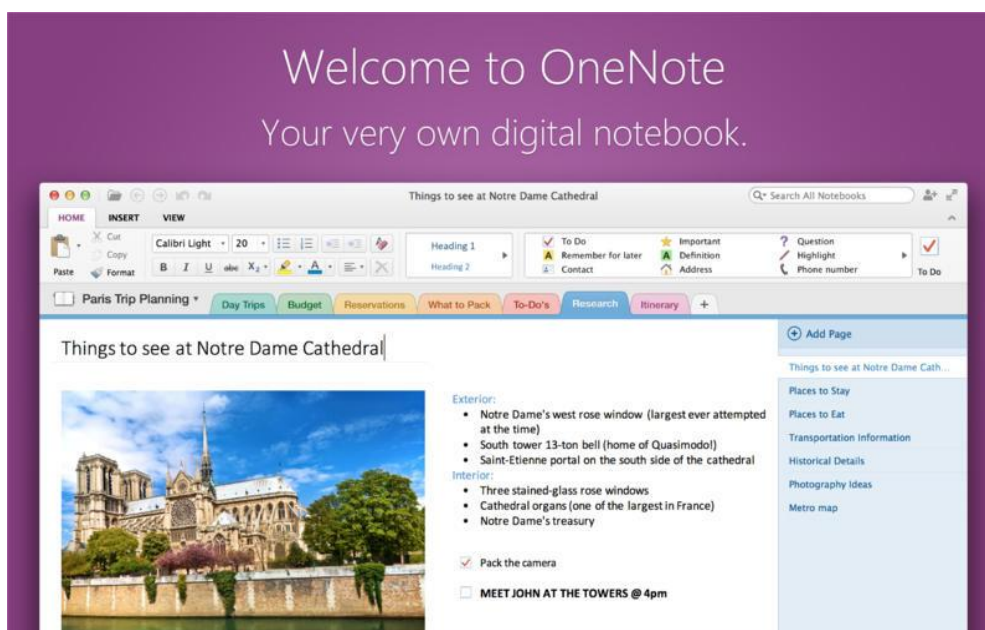 Welcome to OneNote
Your very own digital notebook.
Things to see at Notre Dame Cathedral
Search All Notebooks
HOME INSERT VIEW
Paste
Cut
Copy
Format
Calibri Light 20
B I U abc X₂ A
Heading 1
Heading 2
To Do
A Remember for later
Contact
Important
A Definition
Address
? Question
Highlight
Phone number
To Do
Paris Trip Planning
Day Trips
Budget
Reservations
What to Pack
To-Do's
Research
Itinerary
+
Things to see at Notre Dame Cathedral
Exterior:
• Notre Dame's west rose window (largest ever attempted
at the time)
• South tower 13-ton bell (home of Quasimodo!)
• Saint-Etienne portal on the south side of the cathedral
Interior:
• Three stained-glass rose windows
• Cathedral organs (one of the largest in France)
• Notre Dame's treasury
Pack the camera
MEET JOHN AT THE TOWERS @ 4pm
Add Page
Things to see at Notre Dame Cath...
Places to Stay
Places to Eat
Transportation Information
Historical Details
Photography Ideas
Metro map